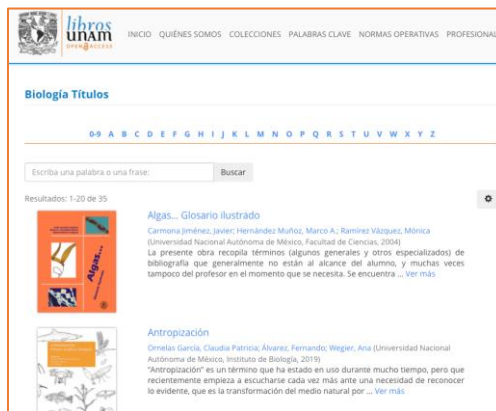 libros
unam
OPEN ACCESS
INICIO QUIÉNES SOMOS COLECCIONES PALABRAS CLAVE NORMAS OPERATIVAS PROFESIONAL
Biología Títulos
0-9 A B C D E F G H I J K L M N O P Q R S T U V W X Y Z
Escriba una palabra o una frase: Buscar
Resultados: 1-20 de 35
Algas... Glosario ilustrado
Carmona Jiménez, Javier; Hernández Muñoz, Marco A.; Ramírez Vázquez, Mónica
(Universidad Nacional Autónoma de México, Facultad de Ciencias, 2004)
La presente obra recopila términos (algunos generales y otros especializados) de
bibliografía que generalmente no están al alcance del alumno, y muchas veces
tampoco del profesor en el momento que se necesita. Se encuentra ... Ver más
Algas...
Antropización
Ornelas García, Claudia Patricia; Álvarez, Fernando; Wegier, Ana (Universidad Nacional
Autónoma de México, Instituto de Biología, 2019)
"Antropización" es un término que ha estado en uso durante mucho tiempo, pero que
recientemente empieza a escucharse cada vez más ante una necesidad de reconocer
lo evidente, que es la transformación del medio natural por ... Ver más